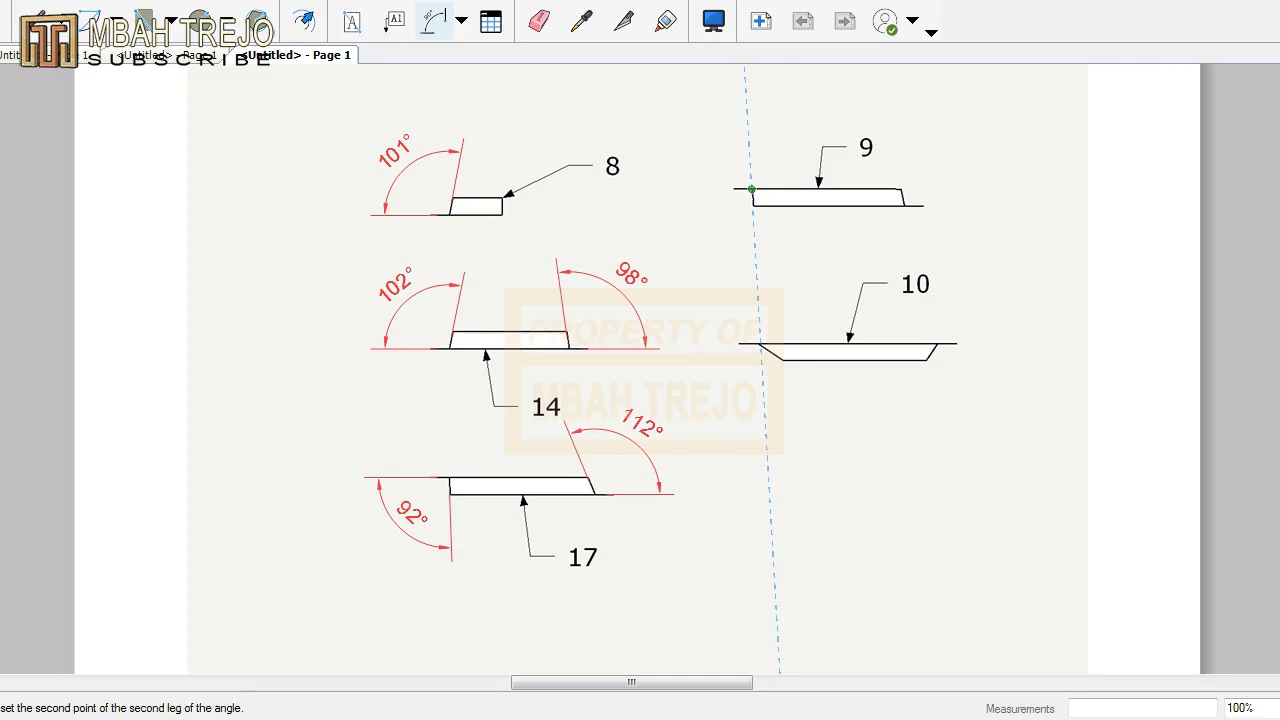 MBAH TREJO
SUBSCRIBE
<Untitled> - Page 1
A
A1
101°
8
9
102°
98°
10
PROPERTY OF
MBAH TREJO
14
112°
92°
17
set the second point of the second leg of the angle.
Measurements
100%